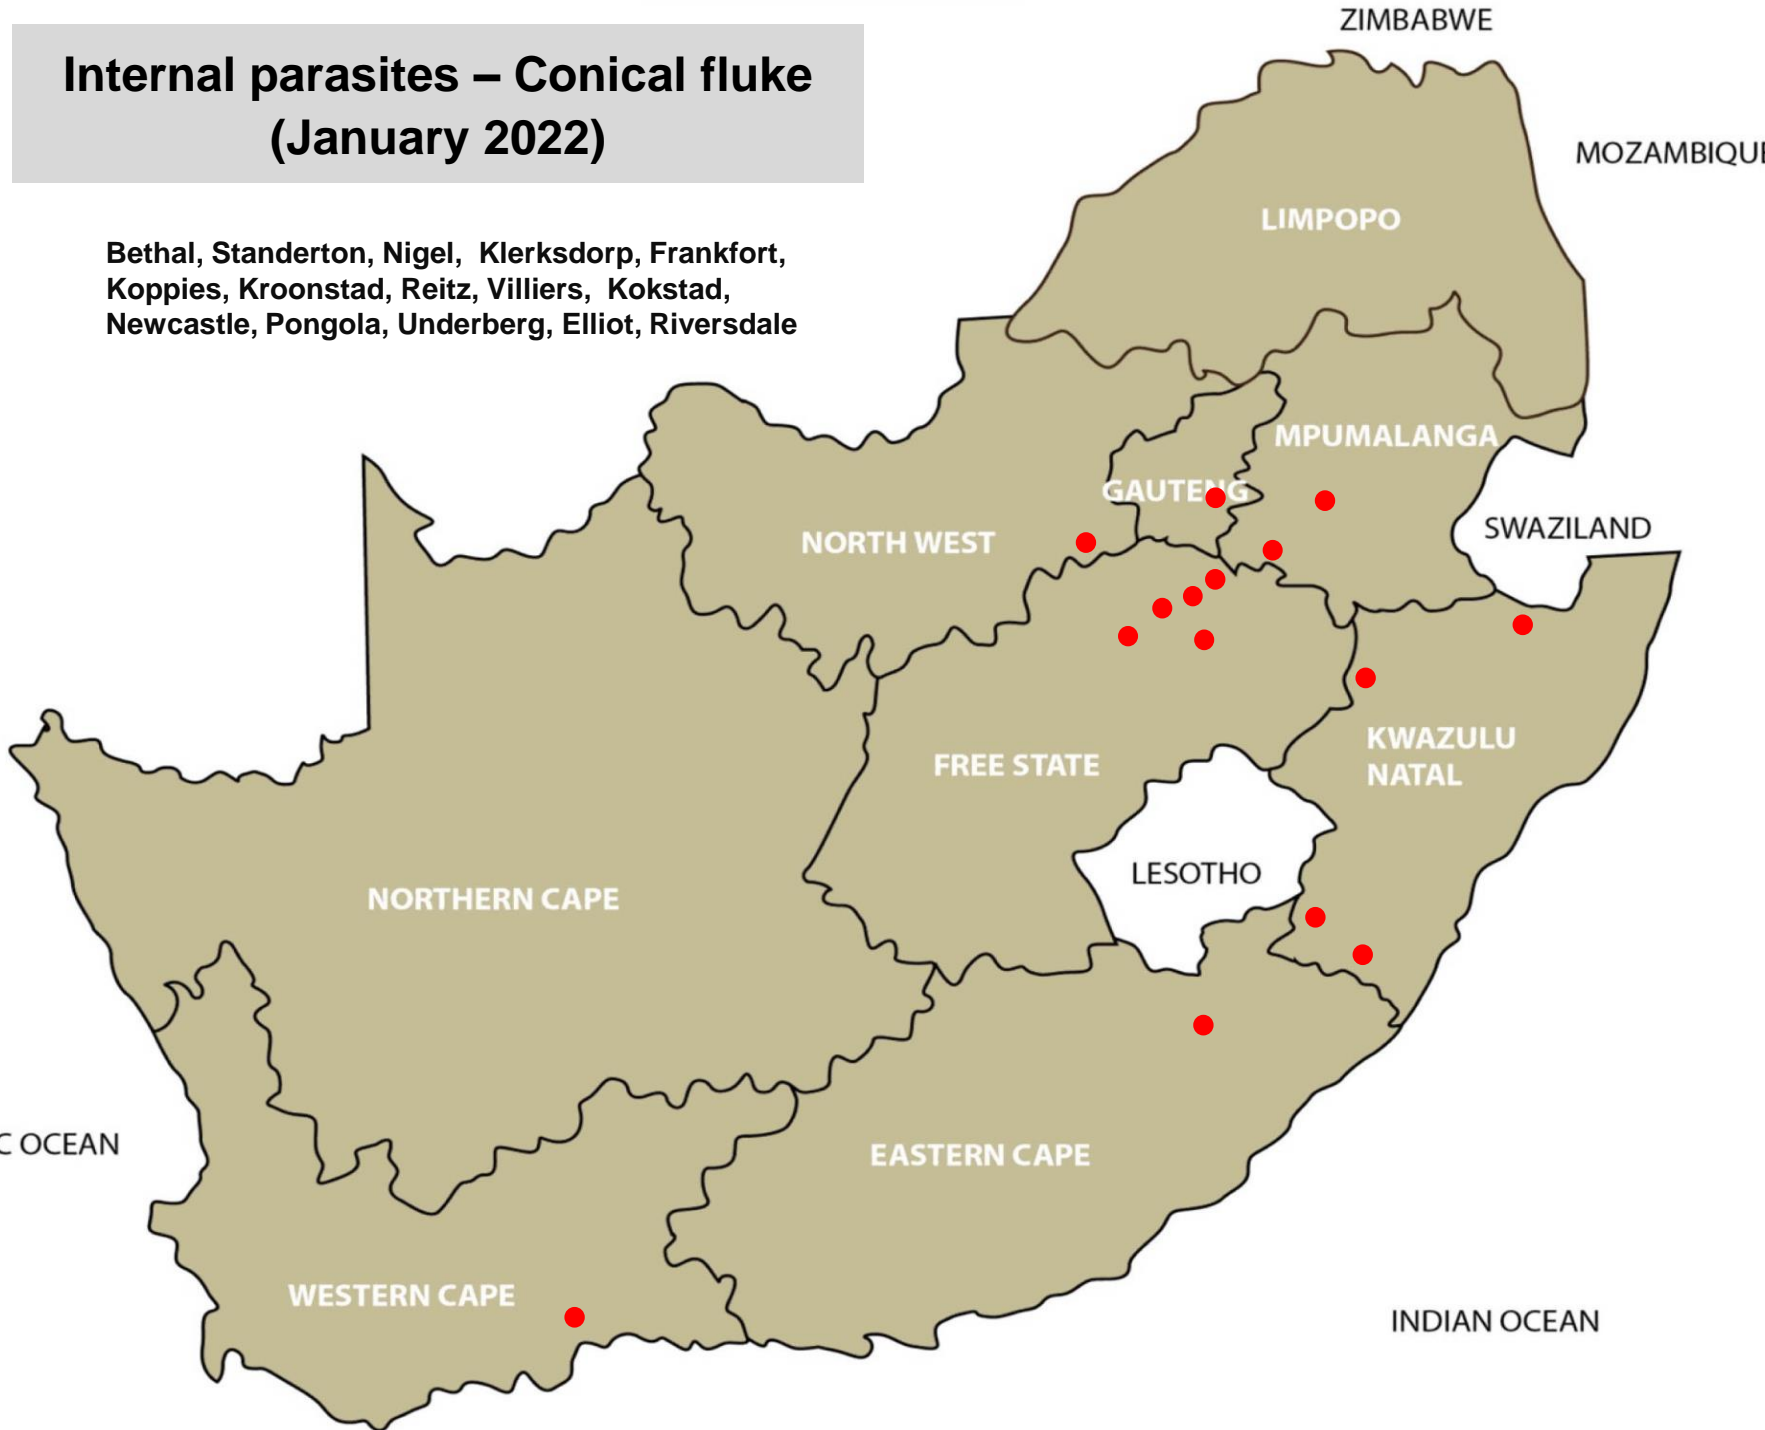 Internal parasites – Conical fluke
(January 2022)
Bethal, Standerton, Nigel,  Klerksdorp, Frankfort,
Koppies, Kroonstad, Reitz, Villiers,  Kokstad,
Newcastle, Pongola, Underberg, Elliot, Riversdale
ZIMBABWE
MOZAMBIQUE
LIMPOPO
MPUMALANGA
GAUTENG
SWAZILAND
NORTH WEST
KWAZULU
NATAL
FREE STATE
LESOTHO
NORTHERN CAPE
C OCEAN
EASTERN CAPE
WESTERN CAPE
INDIAN OCEAN